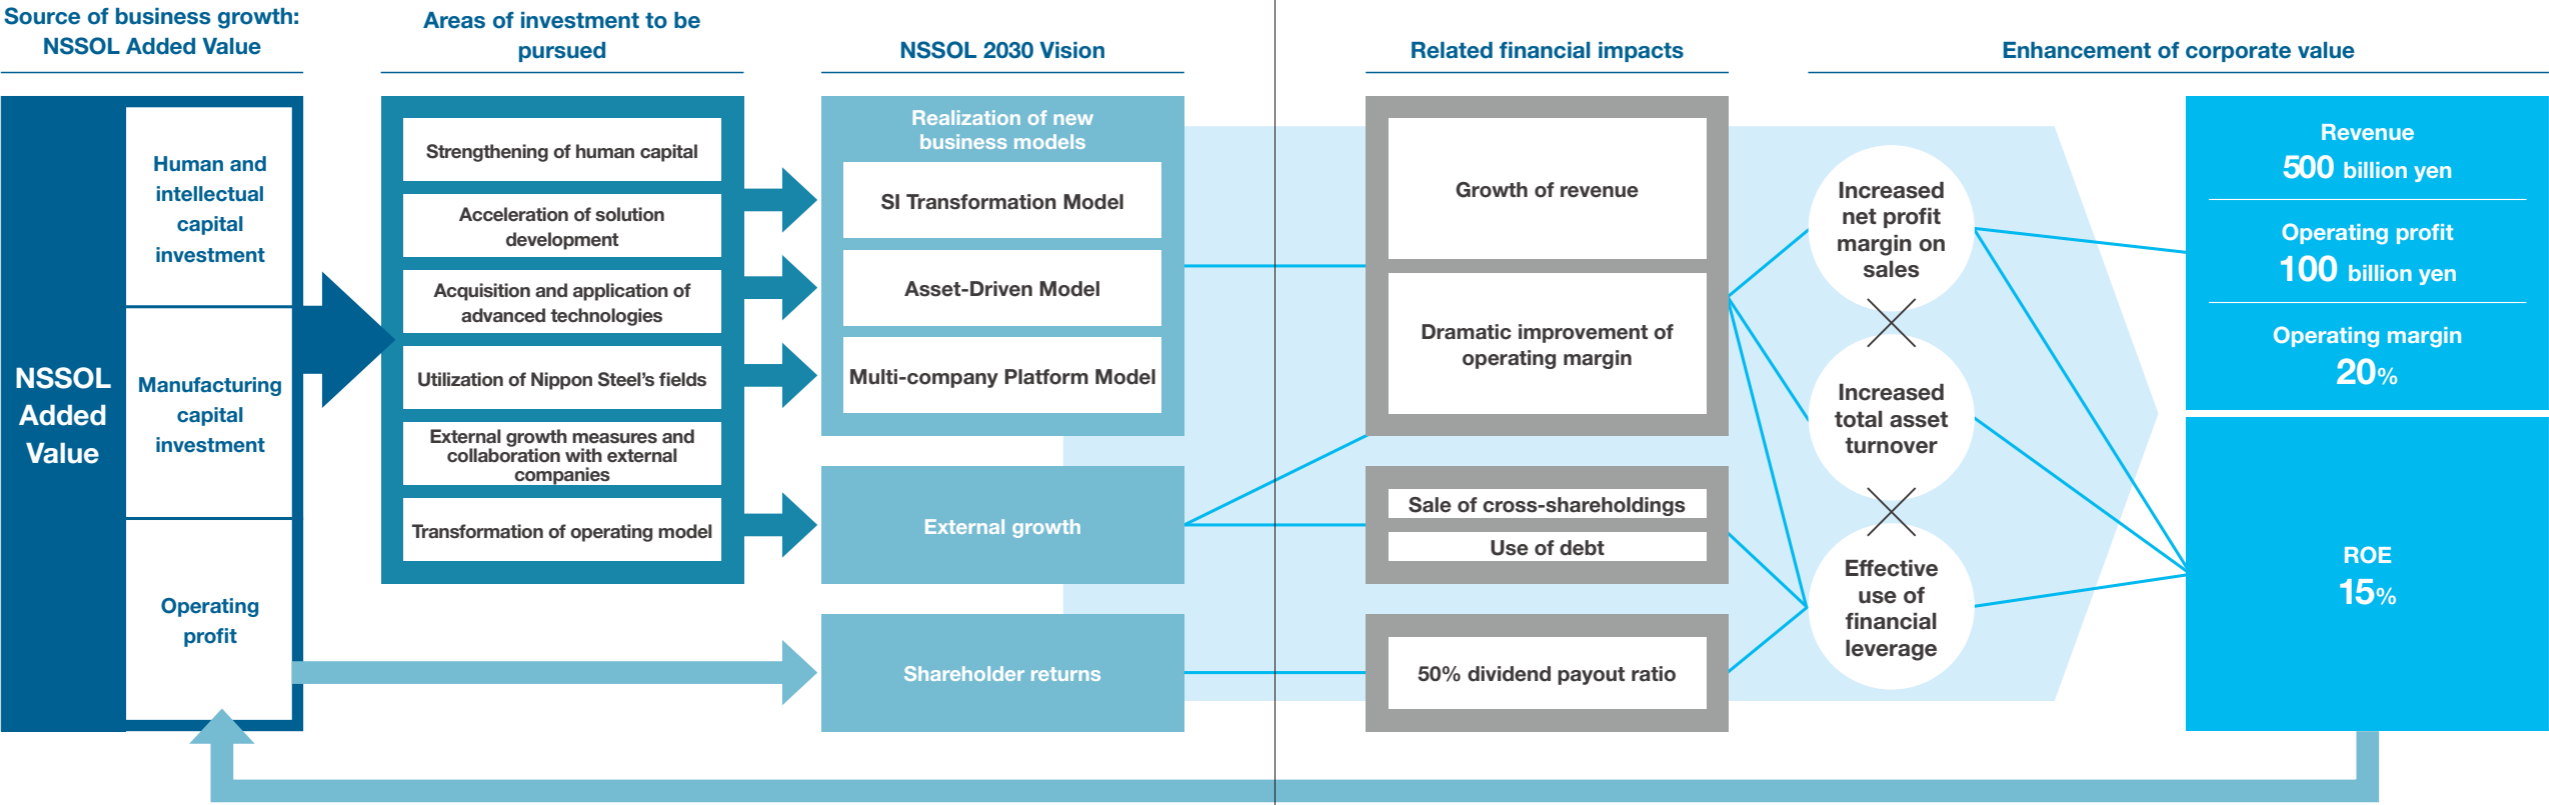 Source of business growth:
NSSOL Added Value
Areas of investment to be
pursued
NSSOL 2030 Vision
Related financial impacts
Enhancement of corporate value
NSSOL
Added
Value
Human and
intellectual
capital
investment
Manufacturing
capital
investment
Operating
profit
Strengthening of human capital
Acceleration of solution
development
Acquisition and application of
advanced technologies
Utilization of Nippon Steel's fields
External growth measures and
collaboration with external
companies
Transformation of operating model
Realization of new
business models
SI Transformation Model
Asset-Driven Model
Multi-company Platform Model
External growth
Shareholder returns
Growth of revenue
Dramatic improvement of
operating margin
Sale of cross-shareholdings
Use of debt
50% dividend payout ratio
Increased
net profit
margin on
sales
Increased
total asset
turnover
Effective
use of
financial
leverage
Revenue
500 billion yen
Operating profit
100 billion yen
Operating margin
20%
ROE
15%